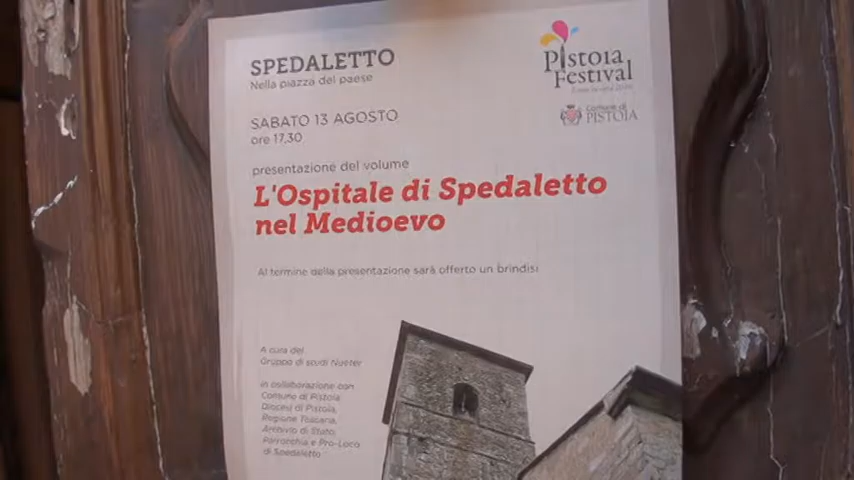 SPEDALETTO
Nella piazza del paese
SABATO 13 AGOSTO
ore 17.30
Pistoia
Festival
Comune di
PISTOIA
presentazione del volume
L'Ospitale di Spedaletto
nel Medioevo
Al termine della presentazione sarà offerto un brindisi
A cura del
Gruppo di studi Nueter
in collaborazione con
Comune di Pistoia
Diocesi di Pistoia,
Regione Toscana,
Archivio di Stato,
Parrocchia e Pro-Loco
di Spedaletto